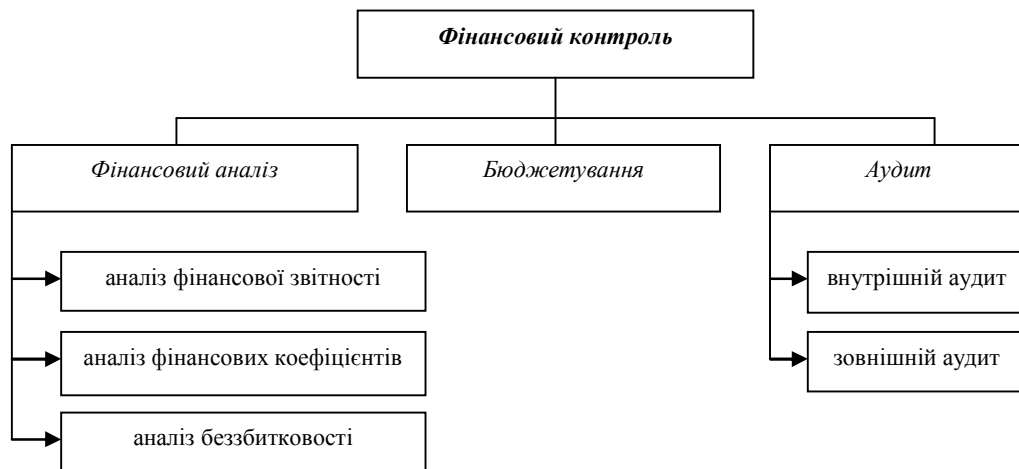 Фінансовий контроль
Фінансовий аналіз
Бюджетування
Аудит
аналіз фінансової звітності
внутрішній аудит
аналіз фінансових коефіцієнтів
зовнішній аудит
аналіз беззбитковості